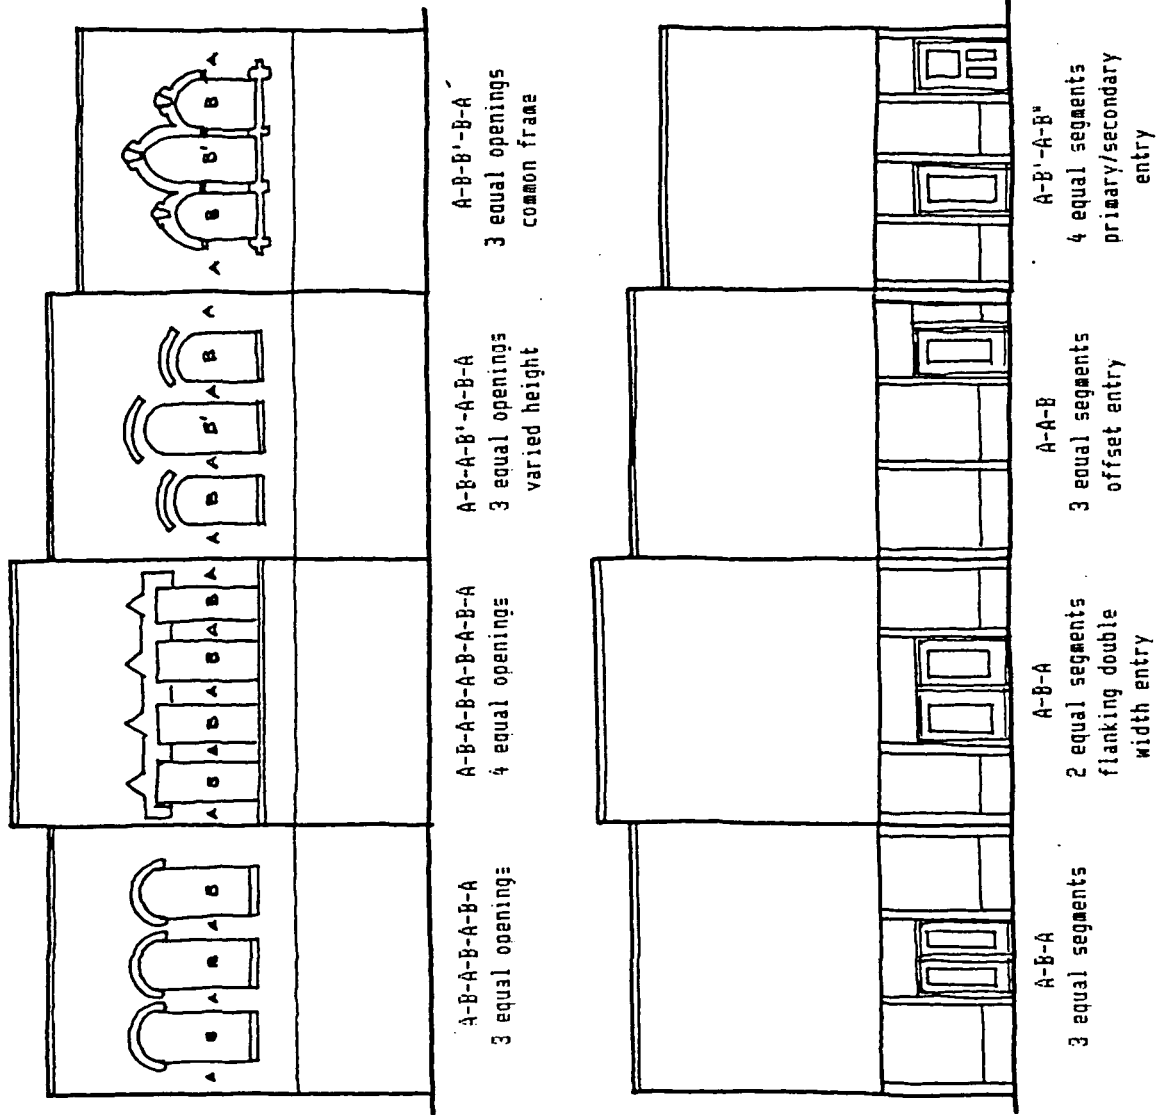 A B A B A B
A B A B A B A B A
A B A B' A B A
A B B' B A
A-B-A-B-A-B-A
3 equal openings
A-B-A-B-A-B-A-B-A
4 equal openings
A-B-A-B'-A-B-A
3 equal openings
varied height
A-B-B'-B-A
3 equal openings
common frame
A-B-A
3 equal segments
A-B-A
2 equal segments
flanking double
width entry
A-A-B
3 equal segments
offset entry
A-B'-A-B"
4 equal segments
primary/secondary
entry